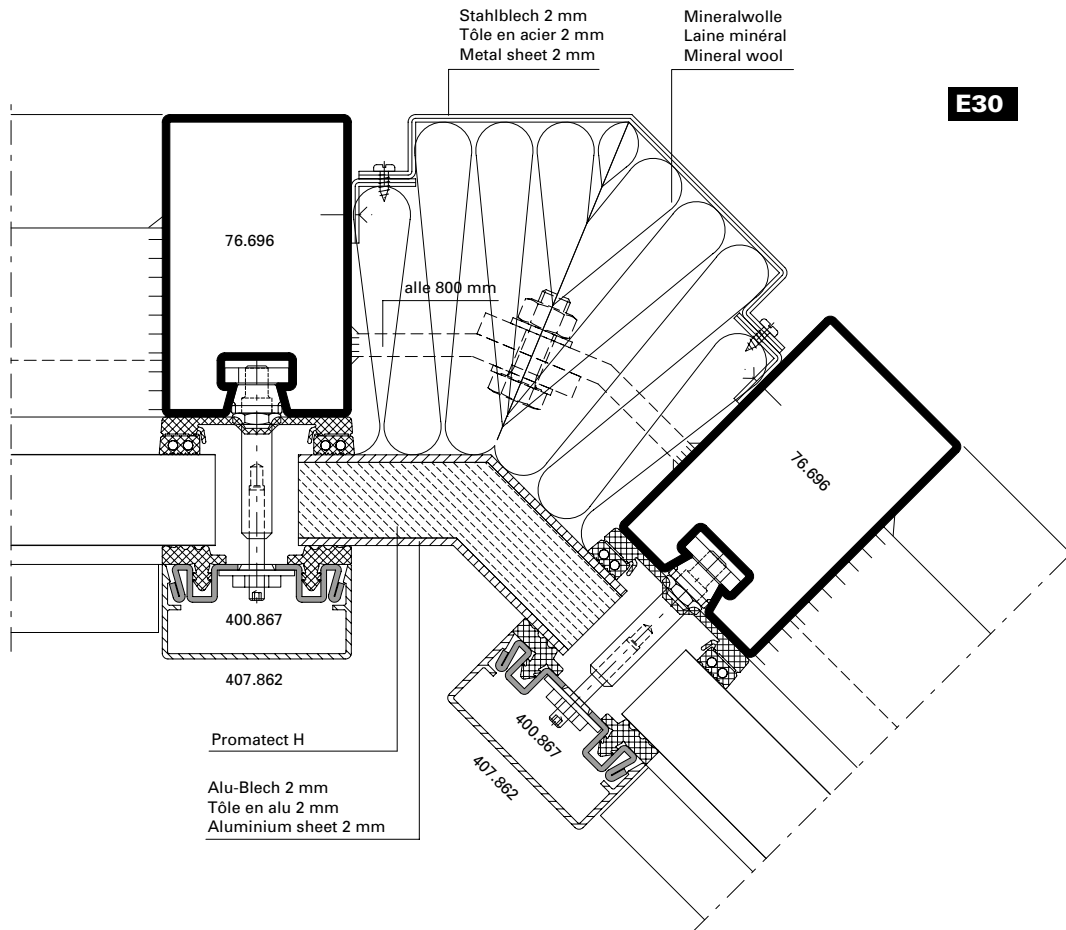 Stahlblech 2 mm
Tôle en acier 2 mm
Metal sheet 2 mm
Mineralwolle
Laine minéral
Mineral wool
E30
76.696
alle 800 mm
76.696
400.867
407.862
400.867
407.862
Promatect H
Alu-Blech 2 mm
Tôle en alu 2 mm
Aluminium sheet 2 mm